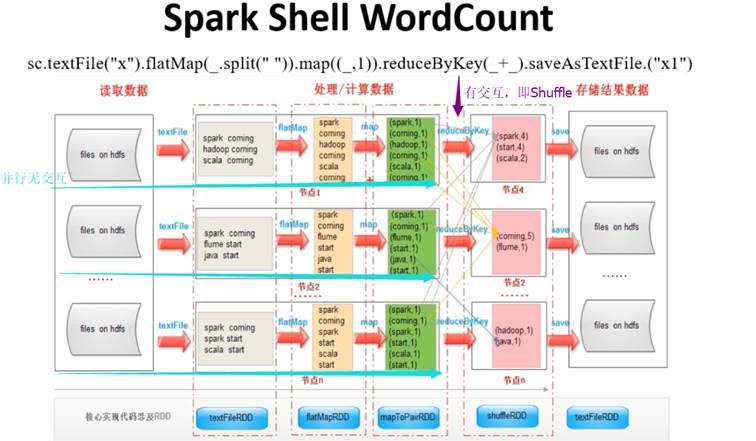 Spark Shell WordCount
sc.textFile("x").flatMap(_.split(" ")).map((_,1)).reduceByKey(_+_).saveAsTextFile.("x1")
读取数据
处理/计算数据
有交互，即Shuffle
存储结果数据
files on hdfs
textFile
spark coming
hadoop coming
scala coming
flatMap
spark
coming
hadoop
coming
scala
coming
map
(spark,1)
(coming,1)
(hadoop,1)
(coming,1)
(scala,1)
(coming,1)
reduceByKey
(spark,4)
(start,4)
(scala,2)
save
files on hdfs
并行无交互
节点1
节点4
files on hdfs
textFile
spark coming
flume start
java start
flatMap
spark
coming
flume
start
java
start
map
(spark,1)
(coming,1)
(flume,1)
(start,1)
(java,1)
(start,1)
reduceByKey
(coming,5)
(flume,1)
save
files on hdfs
节点2
节点2
......
......
......
......
files on hdfs
textFile
spark coming
spark start
scala start
flatMap
spark
coming
spark
start
scala
start
map
(spark,1)
(coming,1)
(spark,1)
(start,1)
(scala,1)
(start,1)
reduceByKey
(hadoop,1)
(java,1)
save
files on hdfs
节点n
节点n
核心实现代码涉及RDD
textFileRDD
flatMapRDD
mapToPairRDD
shuffleRDD
textFileRDD